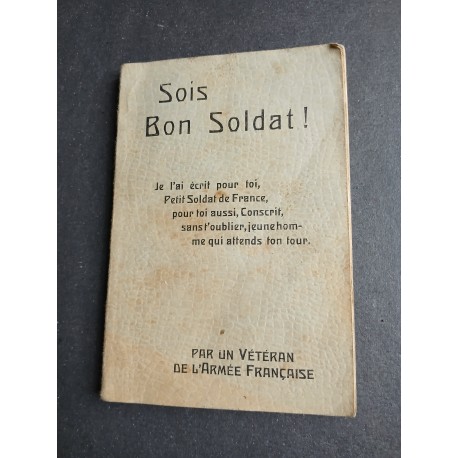 Sois
Bon Soldat !
Je l'ai écrit pour toi,
Petit Soldat de France,
pour toi aussi, Conscrit,
sans t'oublier, jeune hom-
me qui attends ton tour.
PAR UN VÉTÉRAN
DE L'ARMÉE FRANÇAISE